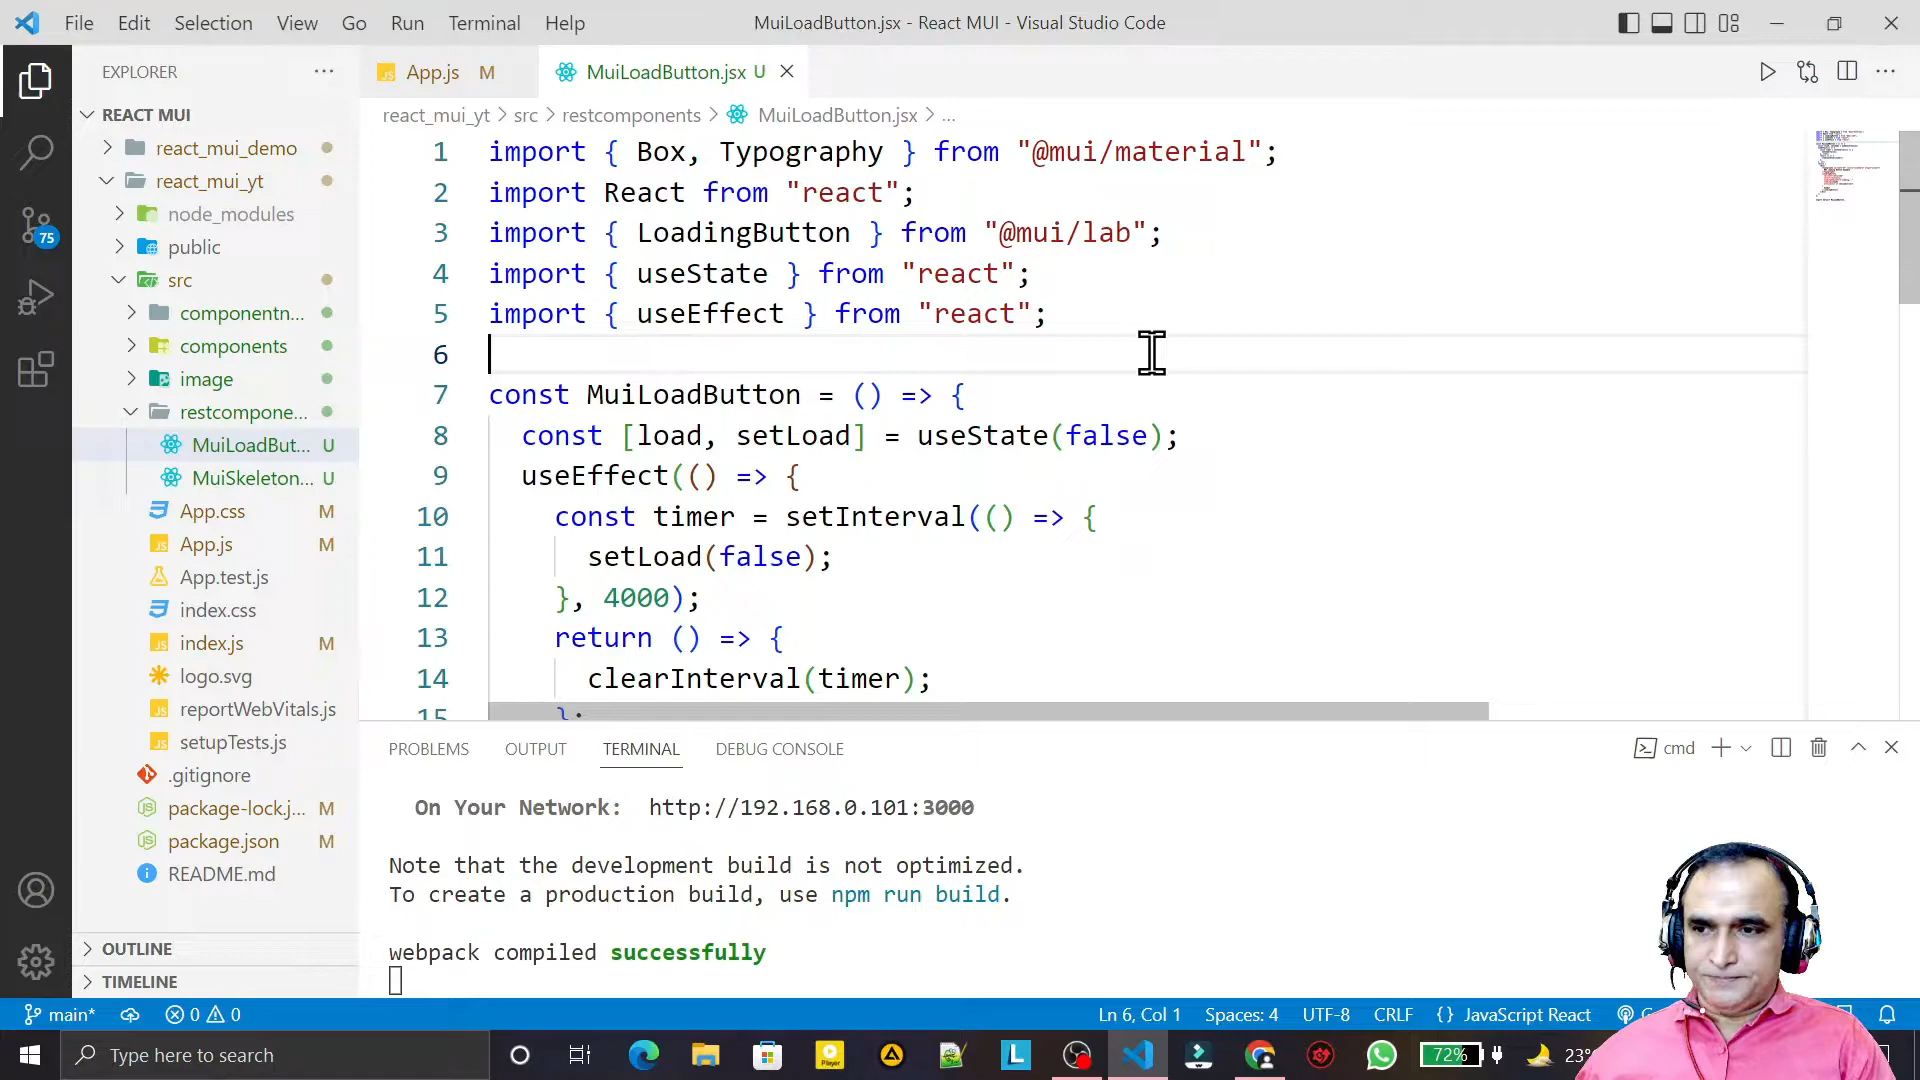 File Edit Selection View Go Run Terminal Help
MuiLoadButton.jsx - React MUI - Visual Studio Code
EXPLORER
REACT MUI
react_mui_demo
react_mui_yt
node_modules
public
src
componentn...
components
image
restcompone...
MuiLoadBut... U
MuiSkeleton... U
App.css M
App.js M
App.test.js
index.css
index.js M
logo.svg
reportWebVitals.js
setupTests.js
.gitignore
package-lock.j... M
package.json M
README.md
OUTLINE
TIMELINE
75
App.js M
MuiLoadButton.jsx U
react_mui_yt > src > restcomponents > MuiLoadButton.jsx > ...
1 import { Box, Typography } from "@mui/material";
2 import React from "react";
3 import { LoadingButton } from "@mui/lab";
4 import { useState } from "react";
5 import { useEffect } from "react";
6
7 const MuiLoadButton = () => {
8 const [load, setLoad] = useState(false);
9 useEffect(() => {
10 const timer = setInterval(() => {
11 setLoad(false);
12 }, 4000);
13 return () => {
14 clearInterval(timer);
15 };
PROBLEMS OUTPUT TERMINAL DEBUG CONSOLE
cmd
On Your Network: http://192.168.0.101:3000
Note that the development build is not optimized.
To create a production build, use npm run build.
webpack compiled successfully
main* 0 0
Ln 6, Col 1 Spaces: 4 UTF-8 CRLF {} JavaScript React
Type here to search
Player
L
72%